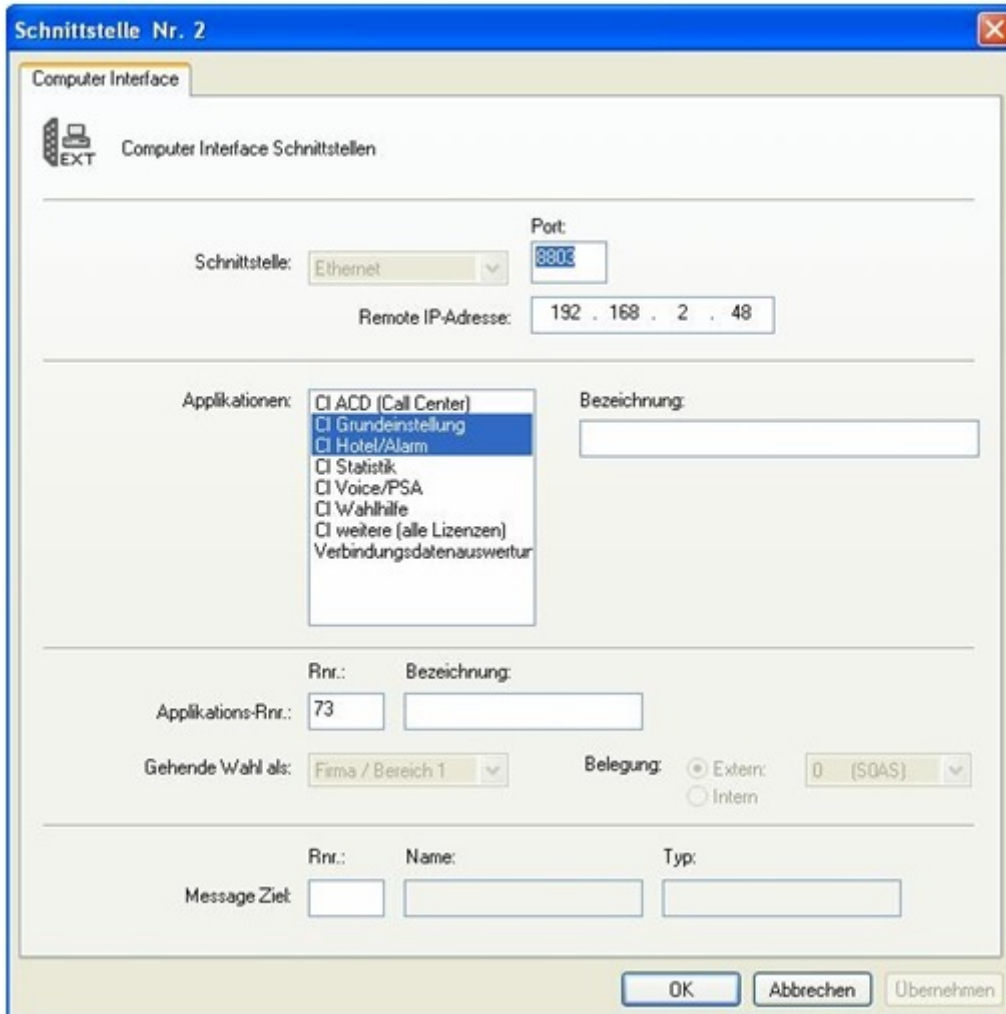 Schnittstelle Nr. 2
Computer Interface
EXT
Computer Interface Schnittstellen
Port:
Schnittstelle: Ethernet 8803
Remote IP-Adresse: 192 . 168 . 2 . 48
Applikationen: Bezeichnung:
CI ACD (Call Center)
CI Grundeinstellung
CI Hotel/Alarm
CI Statistik
CI Voice/PSA
CI Wahlhilfe
CI weitere (alle Lizenzen)
Verbindungsdatenauswertur
Rnr.: Bezeichnung:
Applikations-Rnr.: 73
Gehende Wahl als: Firma / Bereich 1 Belegung: Extern: 0 (S0AS)
Intern
Rnr.: Name: Typ:
Message Ziel:
OK Abbrechen Übernehmen